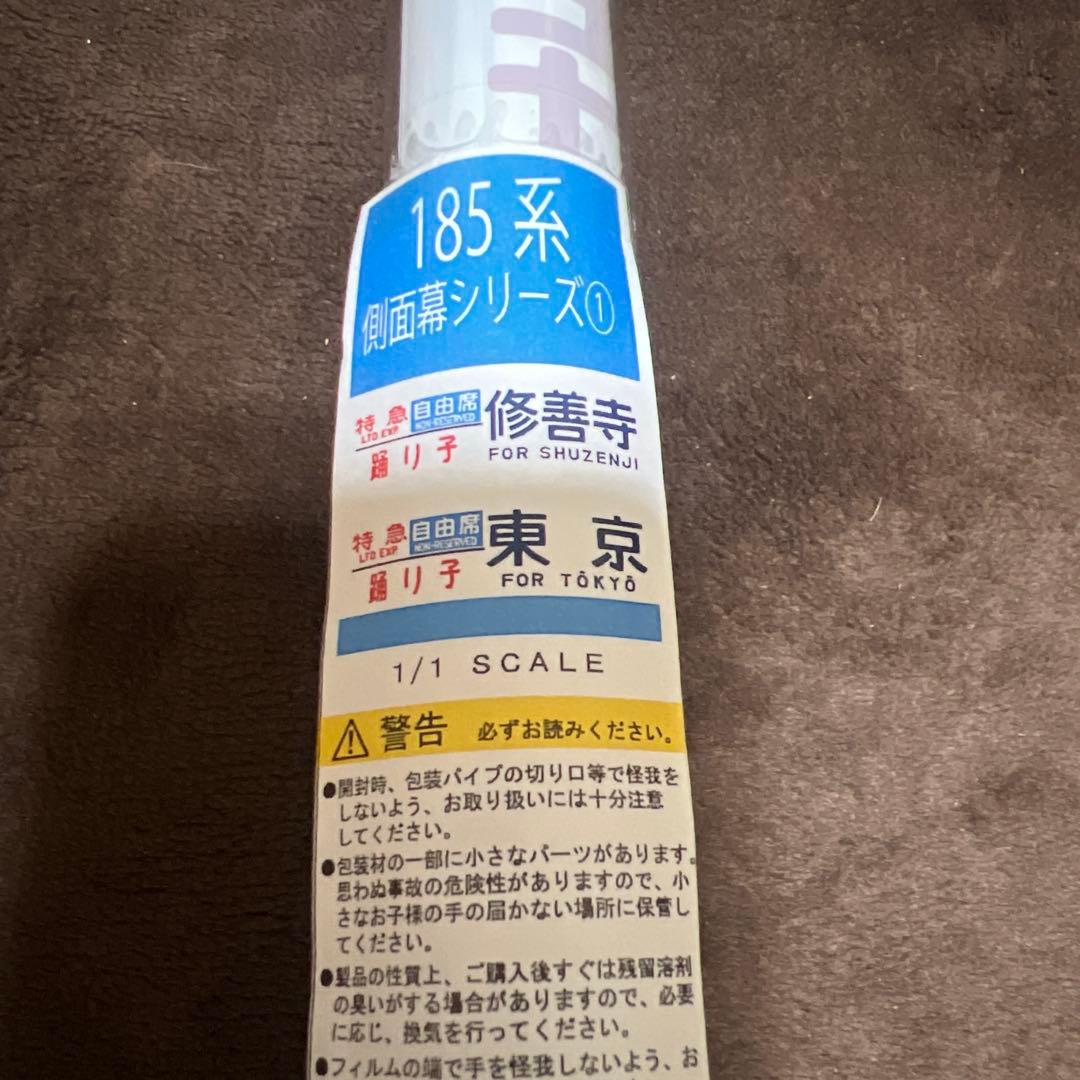 185 系
側面幕シリーズ①
特急 自由席 修善寺
LTD.EXP. NON-RESERVED
踊り子 FOR SHUZENJI
特急 自由席 東京
LTD.EXP. NON-RESERVED
踊り子 FOR TŌKYŌ
1/1 SCALE
警告 必ずお読みください。
●開封時、包装パイプの切り口等で怪我を
しないよう、お取り扱いには十分注意
してください。
●包装材の一部に小さなパーツがあります。
思わぬ事故の危険性がありますので、小
さなお子様の手の届かない場所に保管し
てください。
●製品の性質上、ご購入後すぐは残留溶剤
の臭いがする場合がありますので、必要
に応じ、換気を行ってください。
●フィルムの端で手を怪我しないよう、お